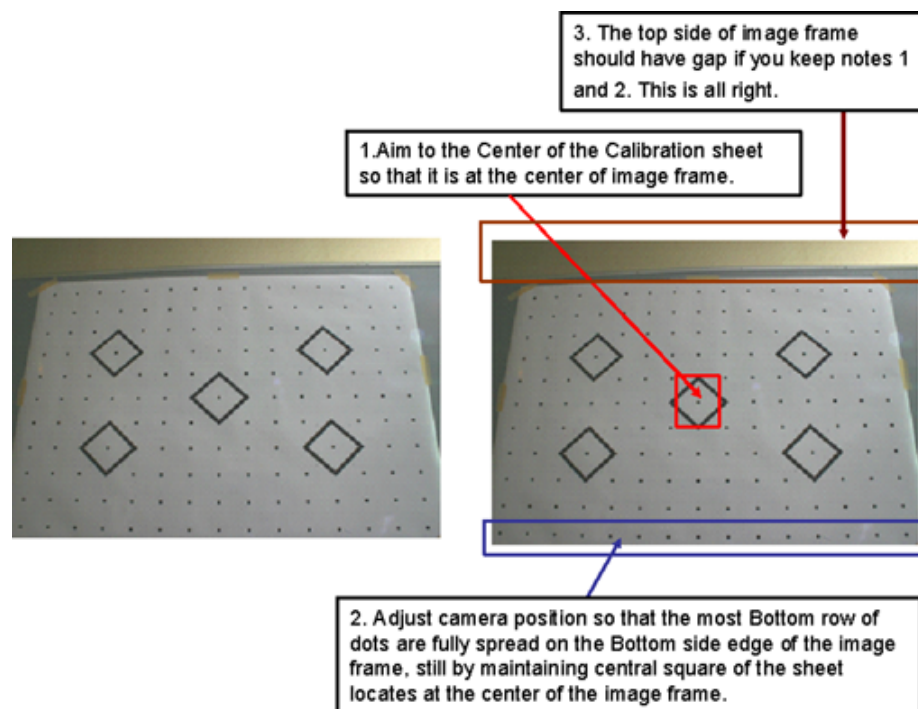 3. The top side of image frame
should have gap if you keep notes 1
and 2. This is all right.
1.Aim to the Center of the Calibration sheet
so that it is at the center of image frame.
2. Adjust camera position so that the most Bottom row of
dots are fully spread on the Bottom side edge of the image
frame, still by maintaining central square of the sheet
locates at the center of the image frame.